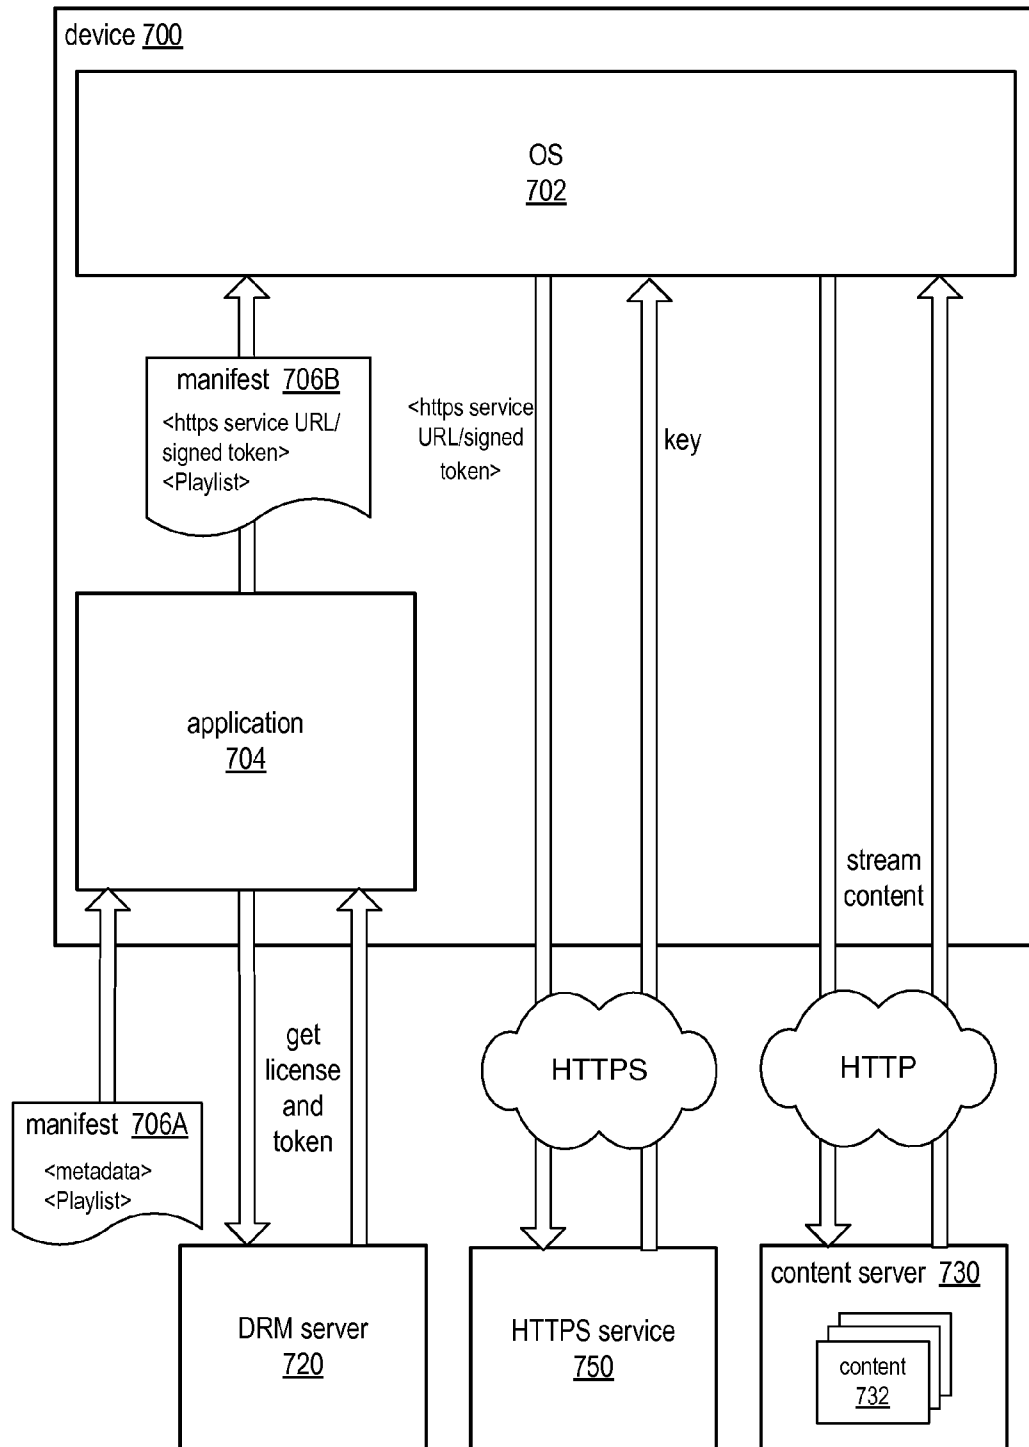 device 700
OS
702
manifest 706B
<https service URL/
signed token>
<Playlist>
<https service
URL/signed
token>
key
application
704
stream
content
get
license
and
token
HTTPS
HTTP
manifest 706A
<metadata>
<Playlist>
DRM server
720
HTTPS service
750
content server 730
content
732